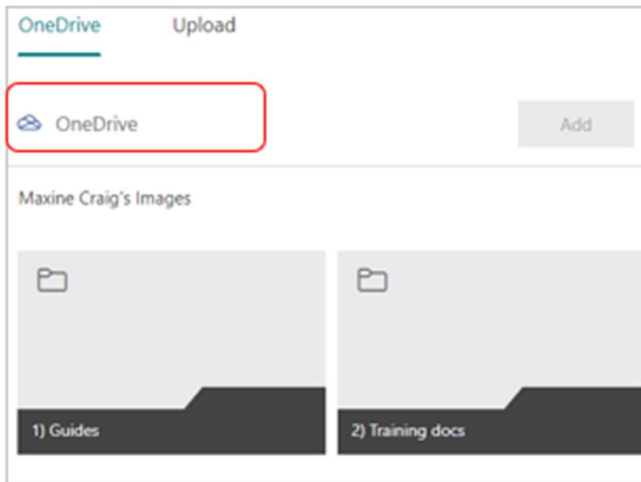 OneDrive Upload
OneDrive Add
Maxine Craig's Images
1) Guides 2) Training docs